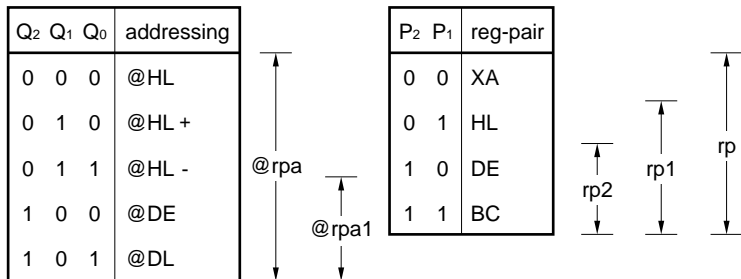 Q2 Q1 Q0 addressing
0 0 0 @HL
0 1 0 @HL +
0 1 1 @HL -
1 0 0 @DE
1 0 1 @DL
@rpa
@rpa1
P2 P1 reg-pair
0 0 XA
0 1 HL
1 0 DE
1 1 BC
rp2
rp1
rp